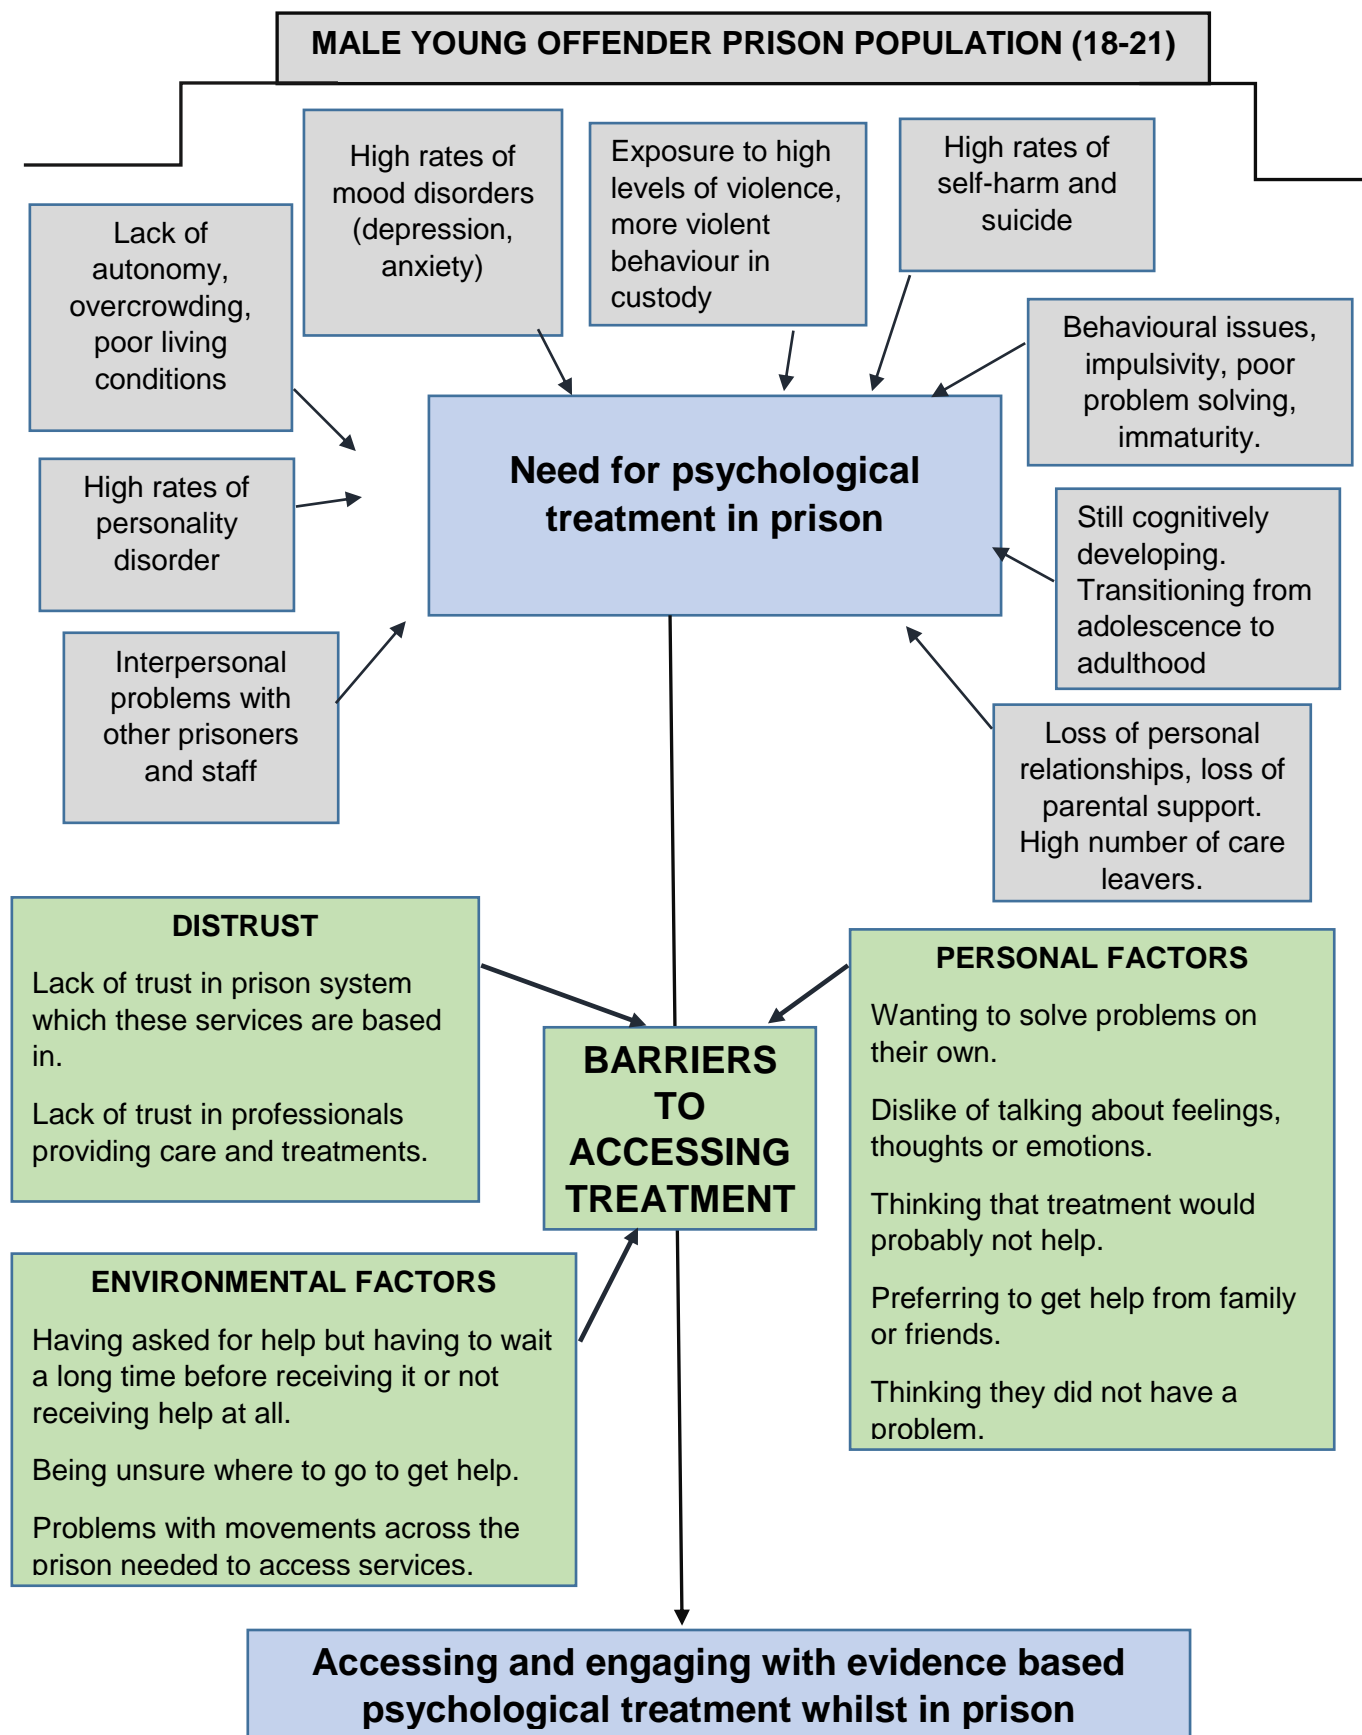 MALE YOUNG OFFENDER PRISON POPULATION (18-21)
High rates of
mood disorders
(depression,
anxiety)
Exposure to high
levels of violence,
more violent
behaviour in
custody
High rates of
self-harm and
suicide
Lack of
autonomy,
overcrowding,
poor living
conditions
Behavioural issues,
impulsivity, poor
problem solving,
immaturity.
Need for psychological
treatment in prison
High rates of
personality
disorder
Still cognitively
developing.
Transitioning from
adolescence to
adulthood
Interpersonal
problems with
other prisoners
and staff
Loss of personal
relationships, loss of
parental support.
High number of care
leavers.
DISTRUST
Lack of trust in prison system
which these services are based
in.
Lack of trust in professionals
providing care and treatments.
PERSONAL FACTORS
Wanting to solve problems on
their own.
Dislike of talking about feelings,
thoughts or emotions.
Thinking that treatment would
probably not help.
Preferring to get help from family
or friends.
Thinking they did not have a
problem.
BARRIERS
TO
ACCESSING
TREATMENT
ENVIRONMENTAL FACTORS
Having asked for help but having to wait
a long time before receiving it or not
receiving help at all.
Being unsure where to go to get help.
Problems with movements across the
prison needed to access services.
Accessing and engaging with evidence based
psychological treatment whilst in prison